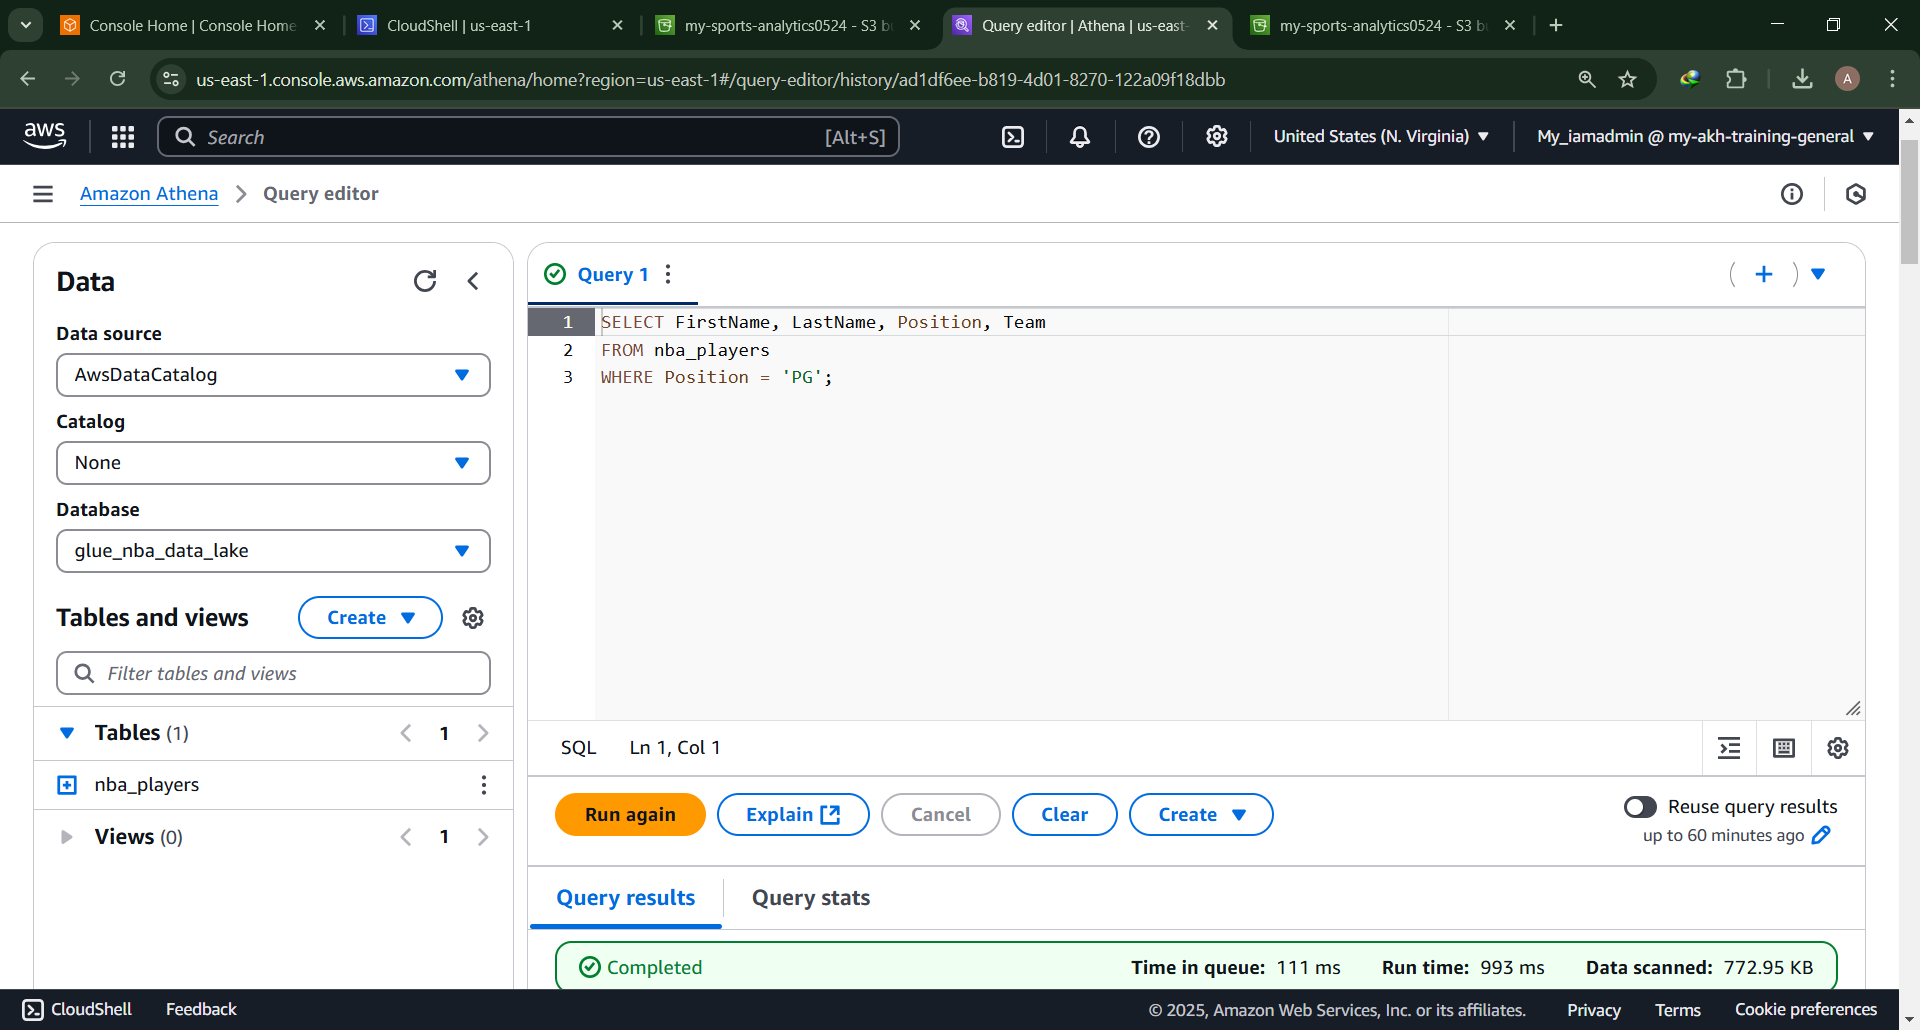 Console Home | Console Home
CloudShell | us-east-1
my-sports-analytics0524 - S3 b
Query editor | Athena | us-east-
my-sports-analytics0524 - S3 b
us-east-1.console.aws.amazon.com/athena/home?region=us-east-1#/query-editor/history/ad1df6ee-b819-4d01-8270-122a09f18dbb
A
aws
Search
[Alt+S]
United States (N. Virginia)
My_iamadmin @ my-akh-training-general
Amazon Athena
Query editor
Data
Data source
AwsDataCatalog
Catalog
None
Database
glue_nba_data_lake
Tables and views
Create
Filter tables and views
Tables (1)
1
nba_players
Views (0)
1
Query 1
1 SELECT FirstName, LastName, Position, Team
2 FROM nba_players
3 WHERE Position = 'PG';
SQL
Ln 1, Col 1
Run again
Explain
Cancel
Clear
Create
Reuse query results
up to 60 minutes ago
Query results
Query stats
Completed
Time in queue: 111 ms
Run time: 993 ms
Data scanned: 772.95 KB
CloudShell
Feedback
© 2025, Amazon Web Services, Inc. or its affiliates.
Privacy
Terms
Cookie preferences